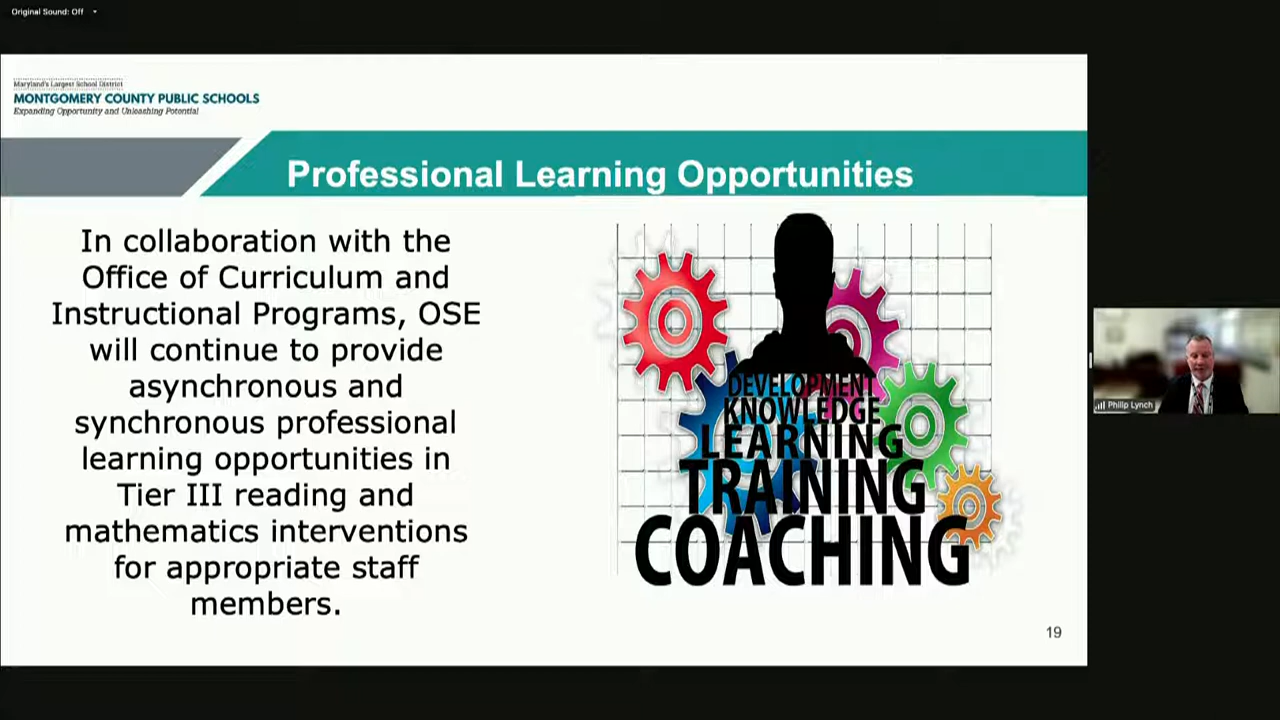 Original Sound: Off
Maryland's Largest School District
MONTGOMERY COUNTY PUBLIC SCHOOLS
Expanding Opportunity and Unleashing Potential
Professional Learning Opportunities
In collaboration with the
Office of Curriculum and
Instructional Programs, OSE
will continue to provide
asynchronous and
synchronous professional
learning opportunities in
Tier III reading and
mathematics interventions
for appropriate staff
members.
DEVELOPMENT
KNOWLEDGE
LEARNING
TRAINING
COACHING
19
Philip Lynch